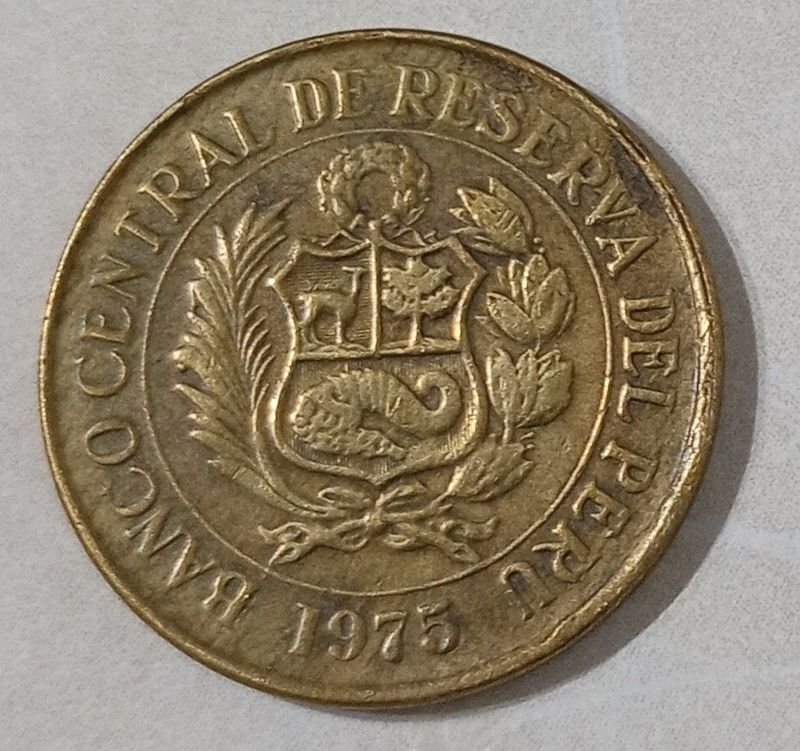 BANCO CENTRAL DE RESERVA DEL PERU
1975